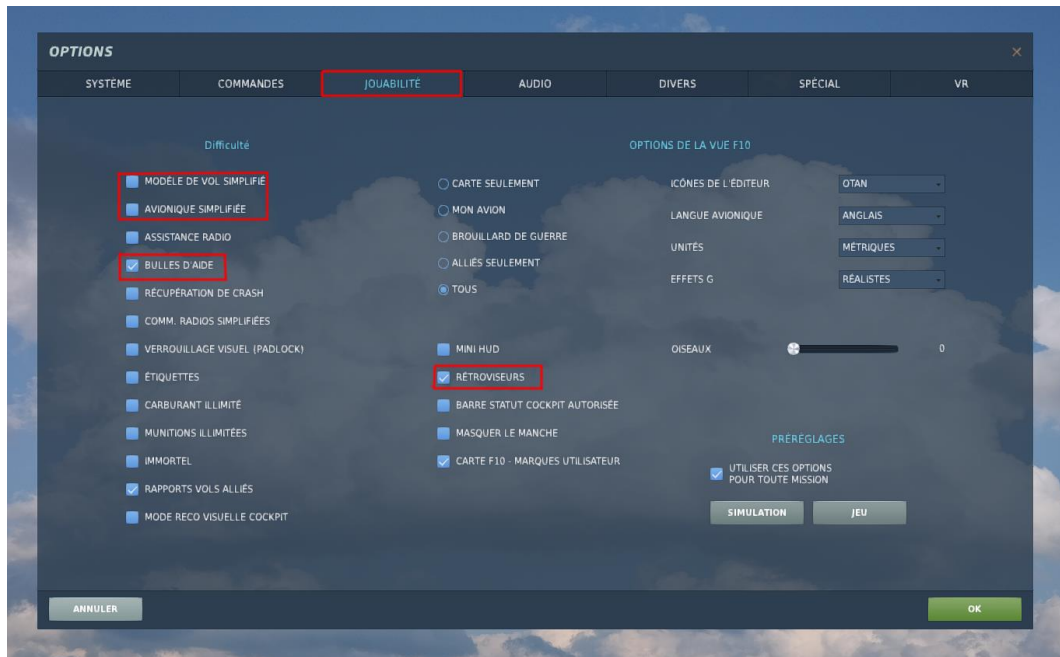 OPTIONS
SYSTÈME
COMMANDES
JOUABILITÉ
AUDIO
DIVERS
SPÉCIAL
VR
Difficulté
MODÈLE DE VOL SIMPLIFIÉ
AVIONIQUE SIMPLIFIÉE
ASSISTANCE RADIO
BULLES D'AIDE
RÉCUPÉRATION DE CRASH
COMM. RADIOS SIMPLIFIÉES
VERROUILLAGE VISUEL (PADLOCK)
ÉTIQUETTES
CARBURANT ILLIMITÉ
MUNITIONS ILLIMITÉES
IMMORTEL
RAPPORTS VOLS ALLIÉS
MODE RECO VISUELLE COCKPIT
OPTIONS DE LA VUE F10
CARTE SEULEMENT
MON AVION
BROUILLARD DE GUERRE
ALLIÉS SEULEMENT
TOUS
MINI HUD
RÉTROVISEURS
BARRE STATUT COCKPIT AUTORISÉE
MASQUER LE MANCHE
CARTE F10 - MARQUES UTILISATEUR
ICÔNES DE L'ÉDITEUR
OTAN
LANGUE AVIONIQUE
ANGLAIS
UNITÉS
MÉTRIQUES
EFFETS G
RÉALISTES
OISEAUX
0
PRÉRÉGLAGES
UTILISER CES OPTIONS
POUR TOUTE MISSION
SIMULATION
JEU
ANNULER
OK